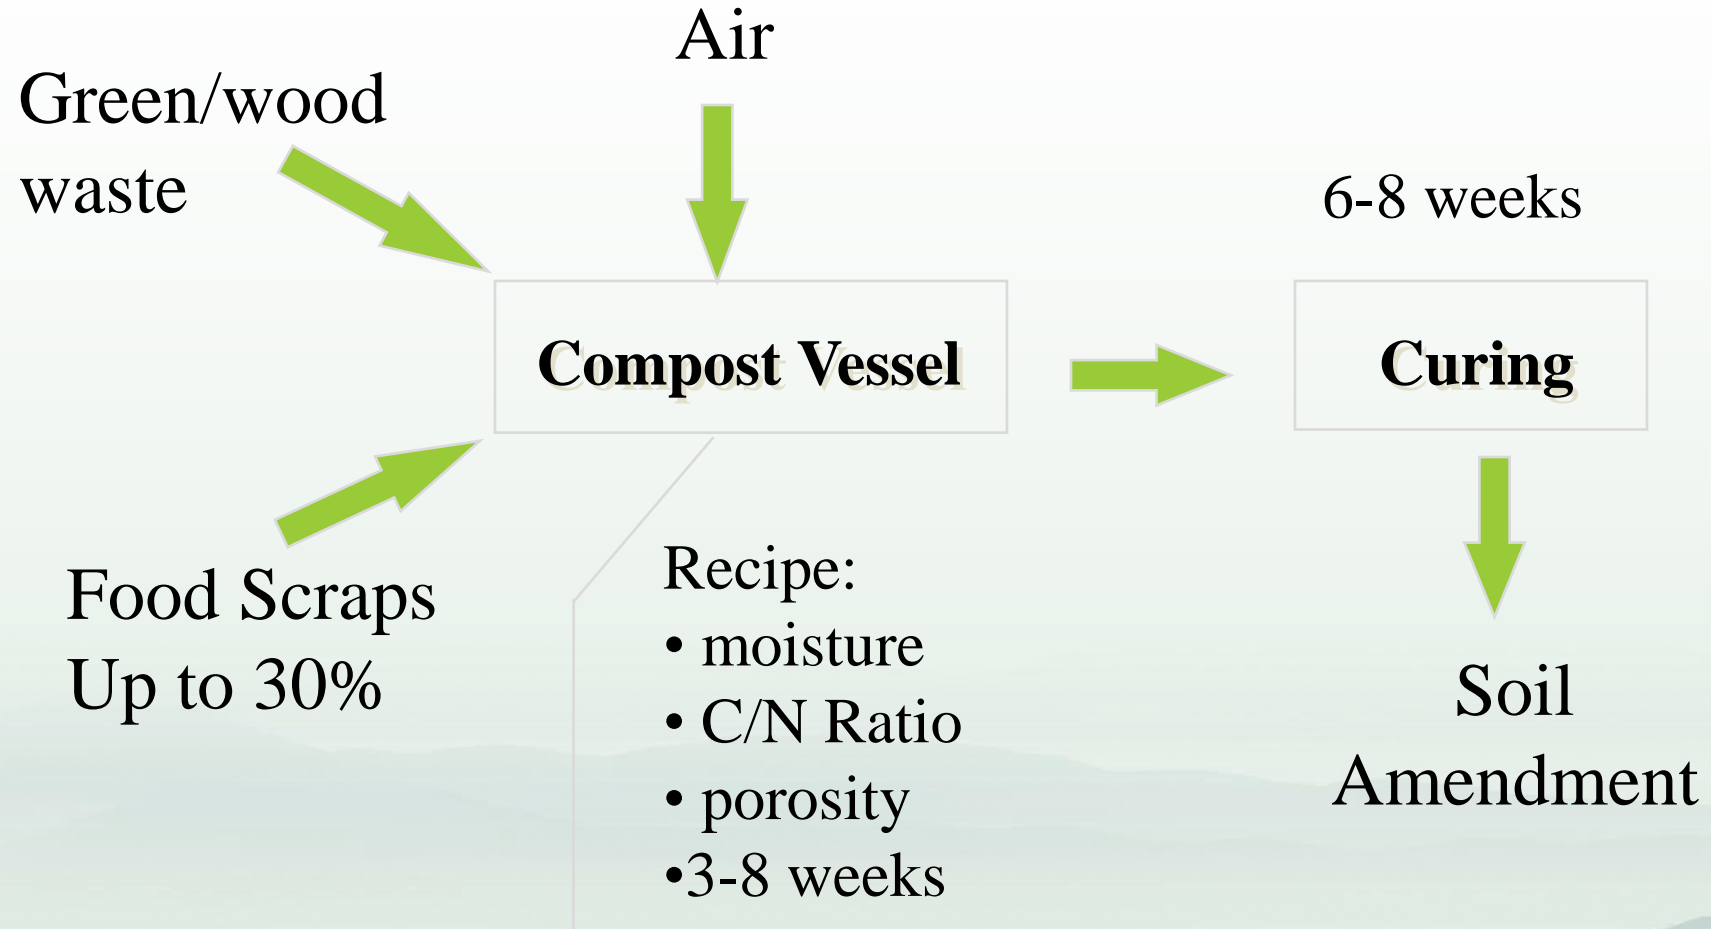 Air
Green/wood
waste
6-8 weeks
Compost Vessel
Curing
Food Scraps
Up to 30%
Recipe:
• moisture
• C/N Ratio
• porosity
•3-8 weeks
Soil
Amendment